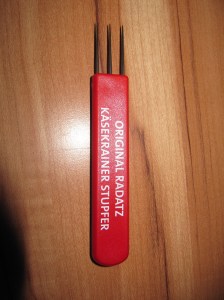 ORIGINAL RADATZ
KÄSEKRAINER STUPFER